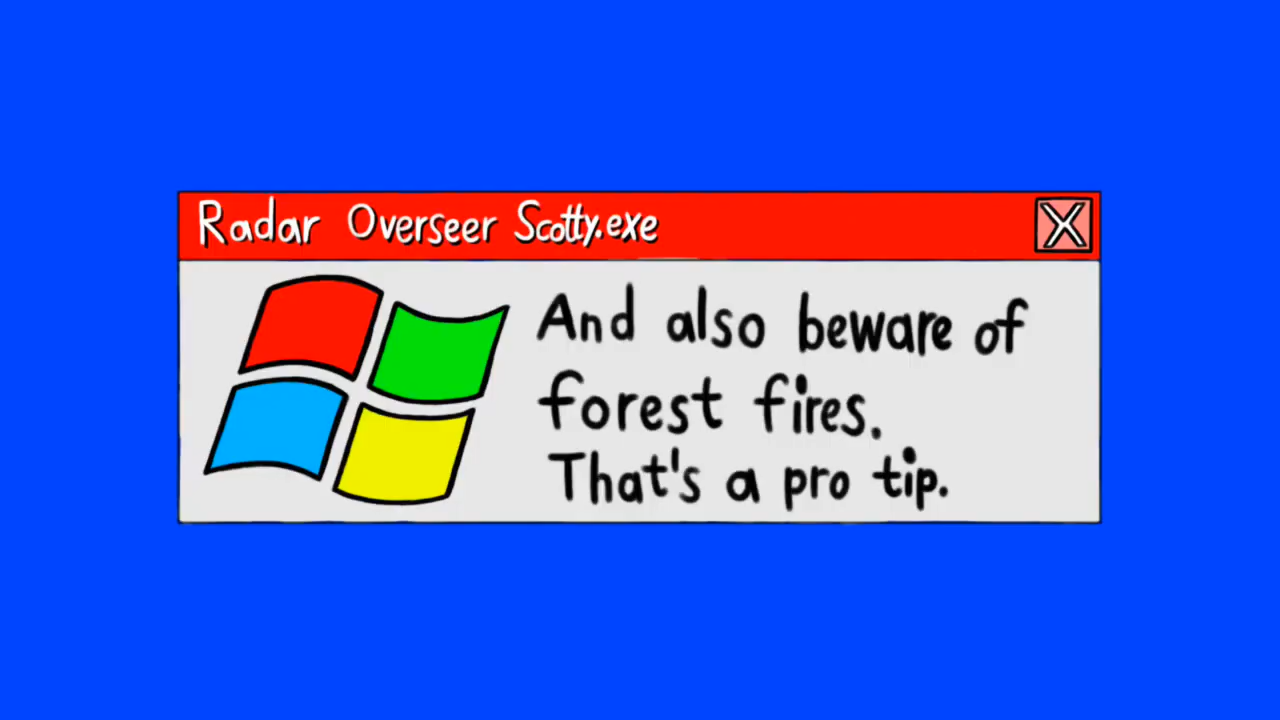 Radar Overseer Scotty.exe
X
And also beware of
forest fires.
That's a pro tip.